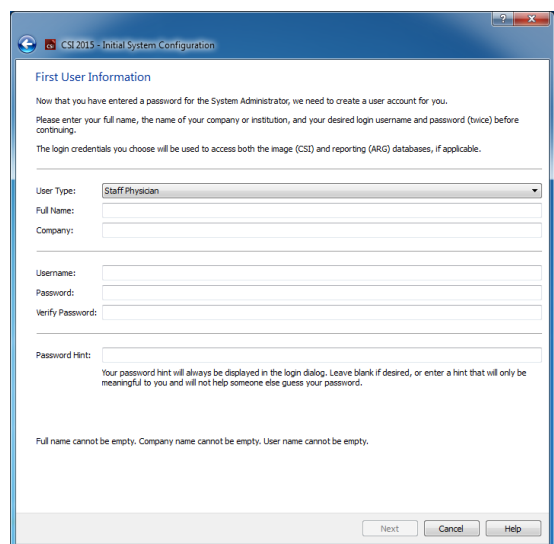 ? X
CSI CSI 2015 - Initial System Configuration
First User Information
Now that you have entered a password for the System Administrator, we need to create a user account for you.
Please enter your full name, the name of your company or institution, and your desired login username and password (twice) before
continuing.
The login credentials you choose will be used to access both the image (CSI) and reporting (ARG) databases, if applicable.
User Type: Staff Physician
Full Name:
Company:
Username:
Password:
Verify Password:
Password Hint:
Your password hint will always be displayed in the login dialog. Leave blank if desired, or enter a hint that will only be
meaningful to you and will not help someone else guess your password.
Full name cannot be empty. Company name cannot be empty. User name cannot be empty.
Next Cancel Help